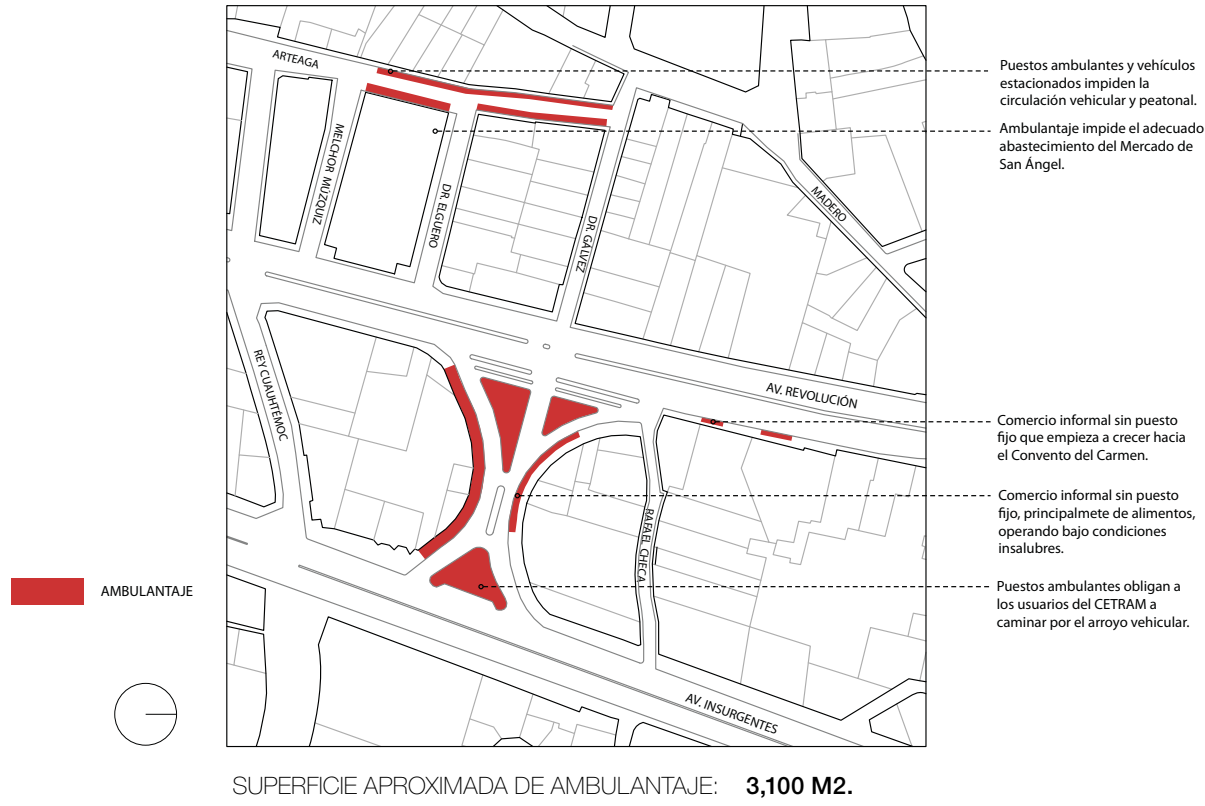 ARTEAGA
MELCHOR MÚZQUIZ
DR. ELGUERO
DR. GÁLVEZ
MADERO
REY CUAUHTÉMOC
AV. REVOLUCIÓN
RAFAEL CHECA
AV. INSURGENTES
Puestos ambulantes y vehículos
estacionados impiden la
circulación vehicular y peatonal.
Ambulantaje impide el adecuado
abastecimiento del Mercado de
San Ángel.
Comercio informal sin puesto
fijo que empieza a crecer hacia
el Convento del Carmen.
Comercio informal sin puesto
fijo, principalmete de alimentos,
operando bajo condiciones
insalubres.
Puestos ambulantes obligan a
los usuarios del CETRAM a
caminar por el arroyo vehicular.
AMBULANTAJE
SUPERFICIE APROXIMADA DE AMBULANTAJE: 3,100 M2.